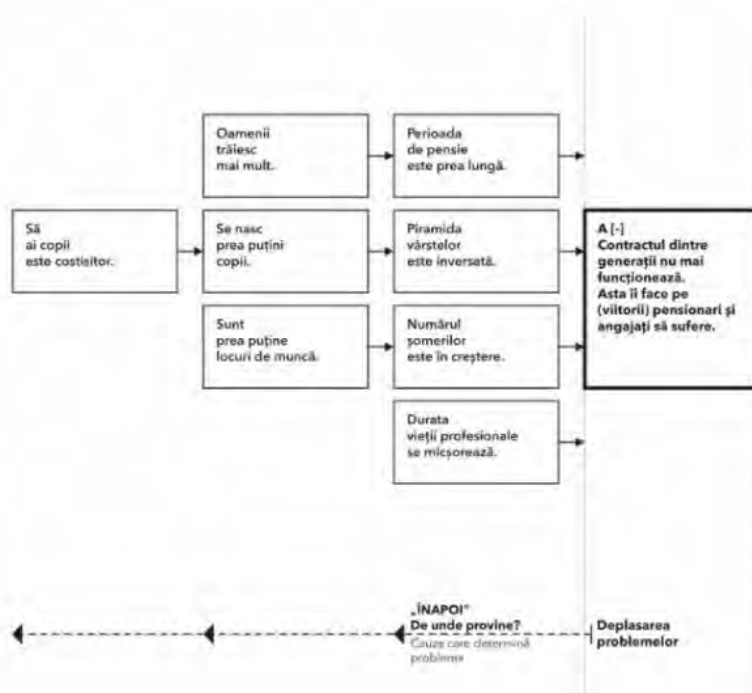 Oamenii
trăiesc
mai mult.
Perioada
de pensie
este prea lungă.
Să
ai copii
este costisitor.
Se nasc
prea puțini
copii.
Piramida
vârstelor
este inversată.
A [-]
Contractul dintre
generații nu mai
funcționează.
Asta îi face pe
(viitorii) pensionari și
angajați să sufere.
Sunt
prea puține
locuri de muncă.
Numărul
șomerilor
este în creștere.
Durata
vieții profesionale
se micșorează.
„ÎNAPOI”
De unde provine?
Cauze care determină
problema
Deplasarea
problemelor